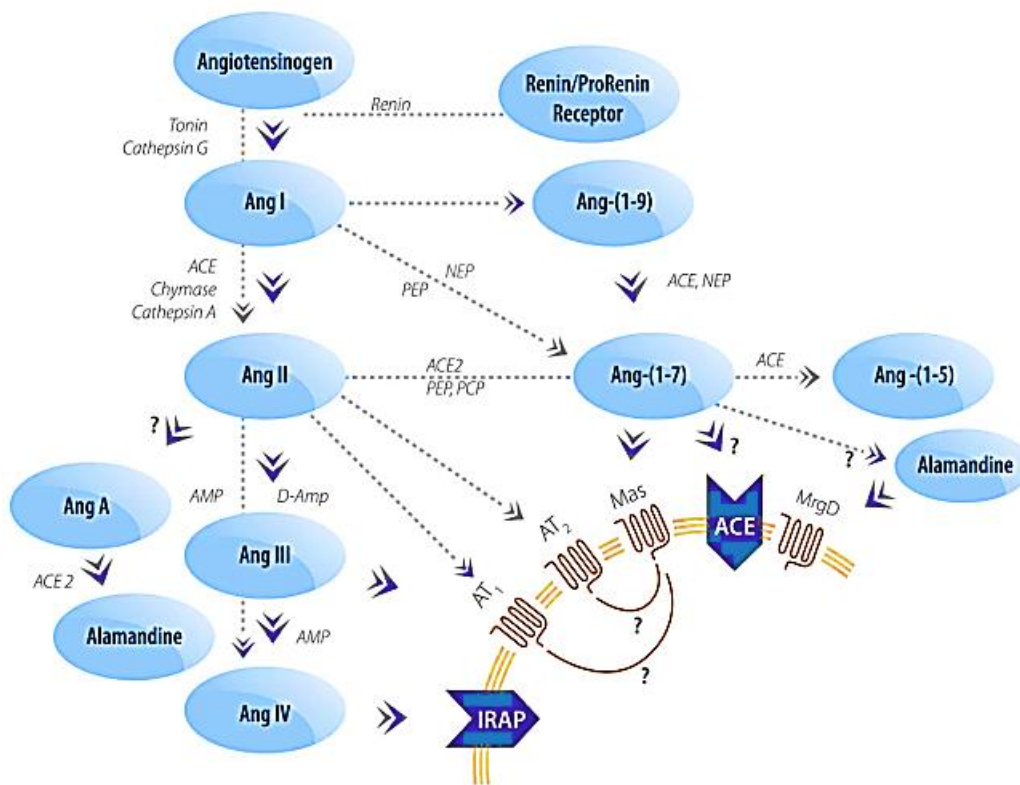 Angiotensinogen
Renin/ProRenin
Receptor
Renin
Tonin
Cathepsin G
Ang I
Ang-(1-9)
ACE
Chymase
Cathepsin A
NEP
PEP
ACE, NEP
Ang II
ACE2
PEP, PCP
Ang-(1-7)
ACE
Ang -(1-5)
?
?
?
Alamandine
Ang A
AMP
D-Amp
AT2
Mas
ACE
MrgD
ACE 2
Ang III
AT1
?
?
Alamandine
AMP
Ang IV
IRAP